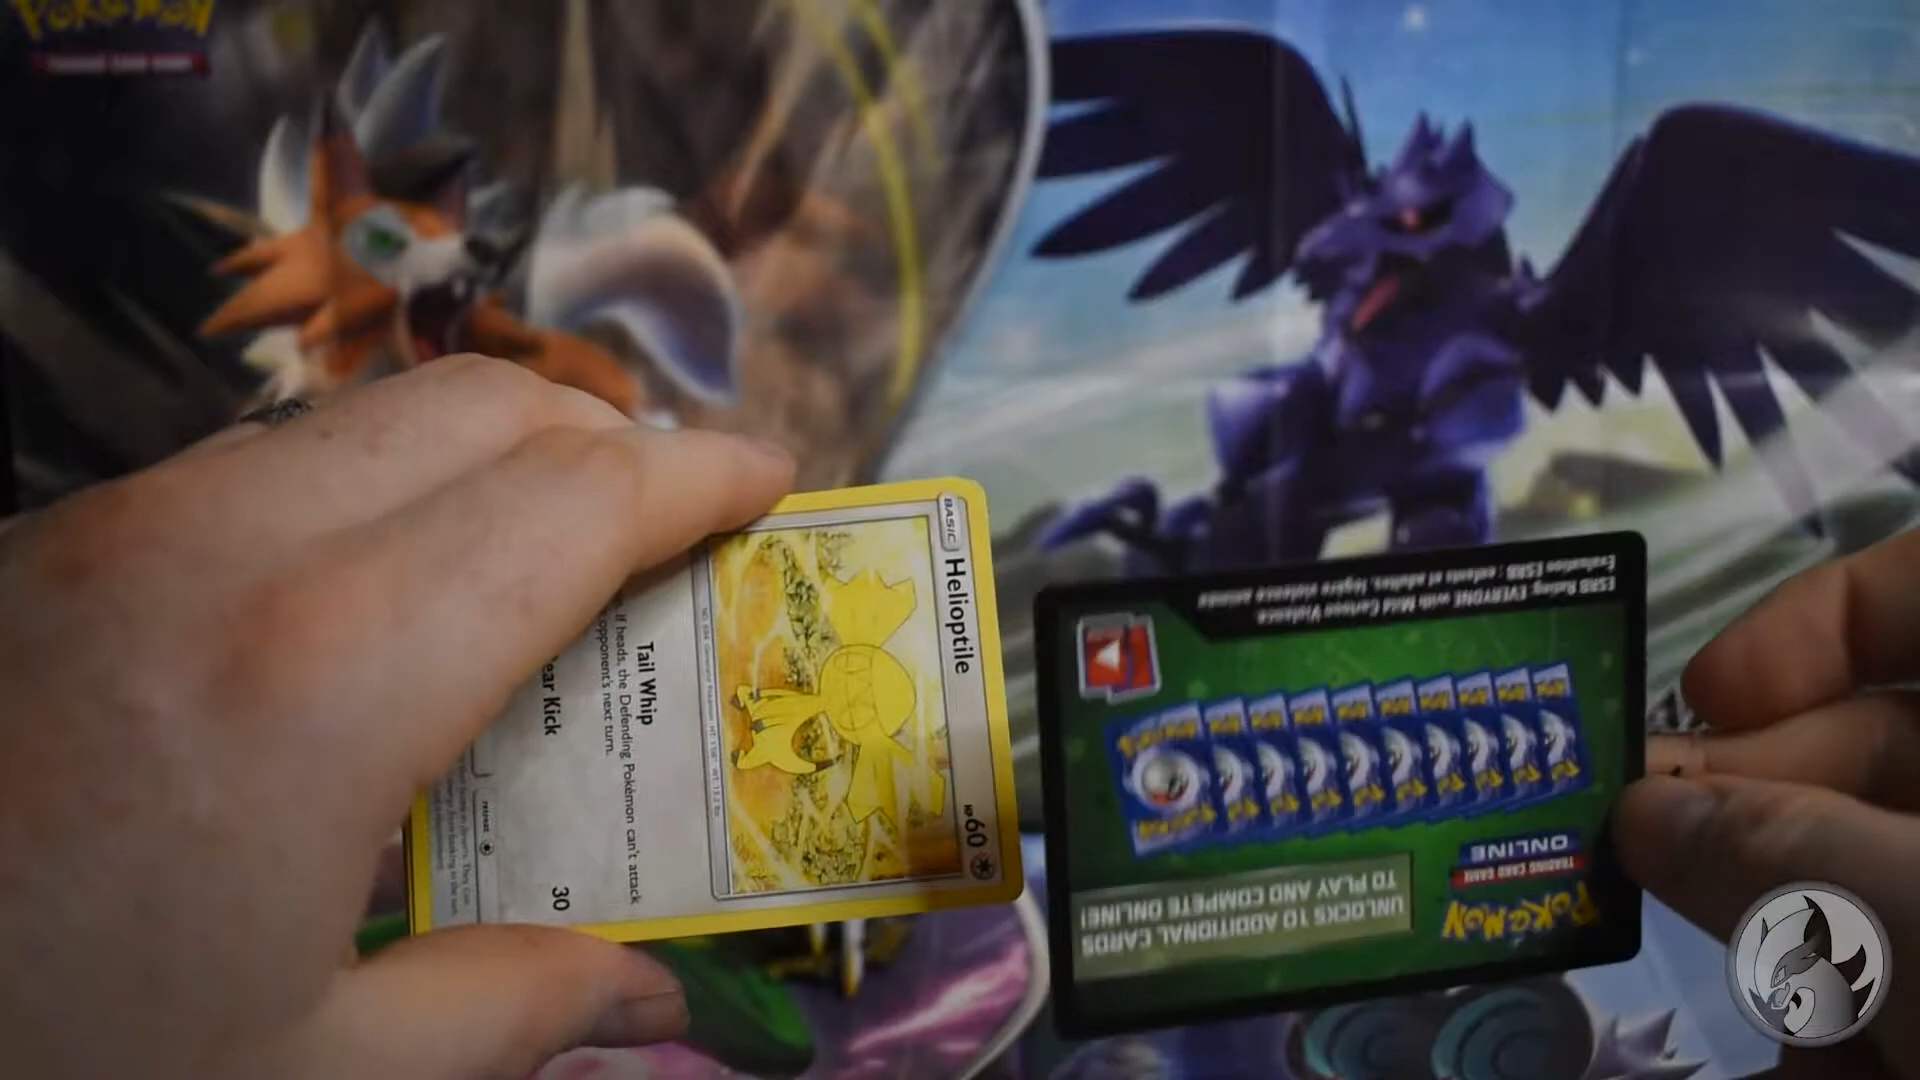 POKÉMON
BASIC
Helioptile
HP 60
Tail Whip
If heads, the Defending Pokémon can't attack
opponent's next turn.
ear Kick
30
retreat
ESRB Rating: EVERYONE with Mild Cartoon Violence
Évaluation ESRB : enfants et adultes, légère violence animée
POKÉMON
TRADING CARD GAME
ONLINE
UNLOCKS 10 ADDITIONAL CARDS
TO PLAY AND COMPETE ONLINE!